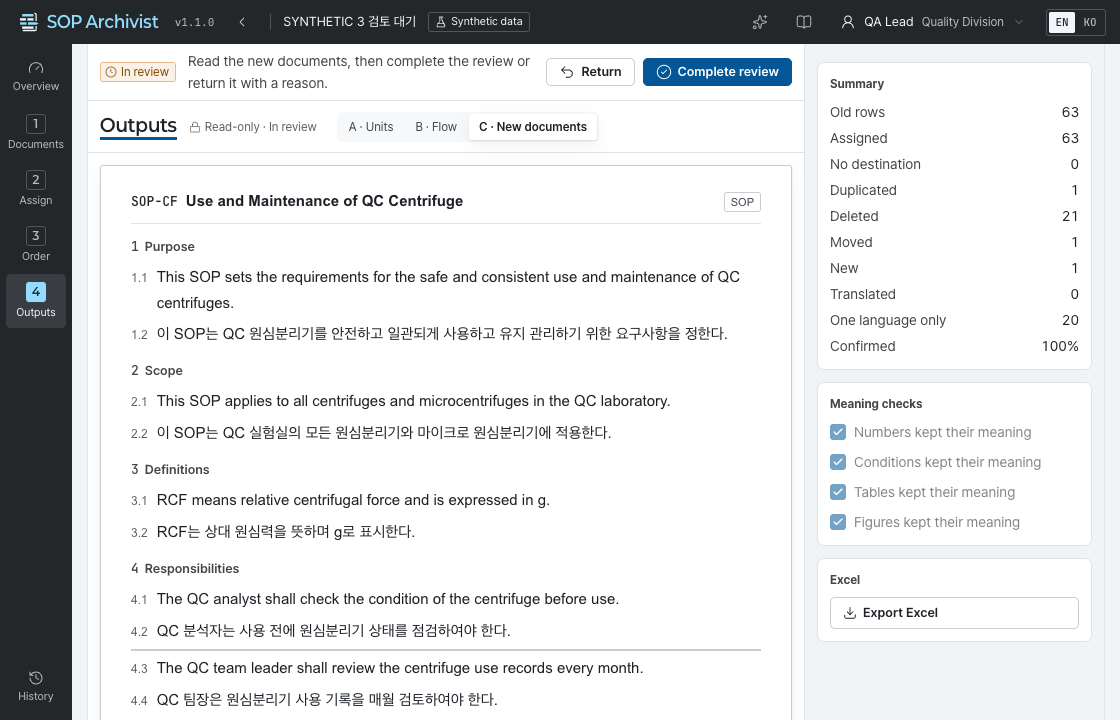 SOP Archivist v1.1.0 SYNTHETIC 3 검토 대기 Synthetic data QA Lead Quality Division EN KO
Overview
1
Documents
2
Assign
3
Order
4
Outputs
History
In review
Read the new documents, then complete the review or
return it with a reason.
Return
Complete review
Outputs Read-only · In review A · Units B · Flow C · New documents
SOP-CF Use and Maintenance of QC Centrifuge SOP
1 Purpose
1.1 This SOP sets the requirements for the safe and consistent use and maintenance of QC
centrifuges.
1.2 이 SOP는 QC 원심분리기를 안전하고 일관되게 사용하고 유지 관리하기 위한 요구사항을 정한다.
2 Scope
2.1 This SOP applies to all centrifuges and microcentrifuges in the QC laboratory.
2.2 이 SOP는 QC 실험실의 모든 원심분리기와 마이크로 원심분리기에 적용한다.
3 Definitions
3.1 RCF means relative centrifugal force and is expressed in g.
3.2 RCF는 상대 원심력을 뜻하며 g로 표시한다.
4 Responsibilities
4.1 The QC analyst shall check the condition of the centrifuge before use.
4.2 QC 분석자는 사용 전에 원심분리기 상태를 점검하여야 한다.
4.3 The QC team leader shall review the centrifuge use records every month.
4.4 QC 팀장은 원심분리기 사용 기록을 매월 검토하여야 한다.
Summary
Old rows 63
Assigned 63
No destination 0
Duplicated 1
Deleted 21
Moved 1
New 1
Translated 0
One language only 20
Confirmed 100%
Meaning checks
Numbers kept their meaning
Conditions kept their meaning
Tables kept their meaning
Figures kept their meaning
Excel
Export Excel